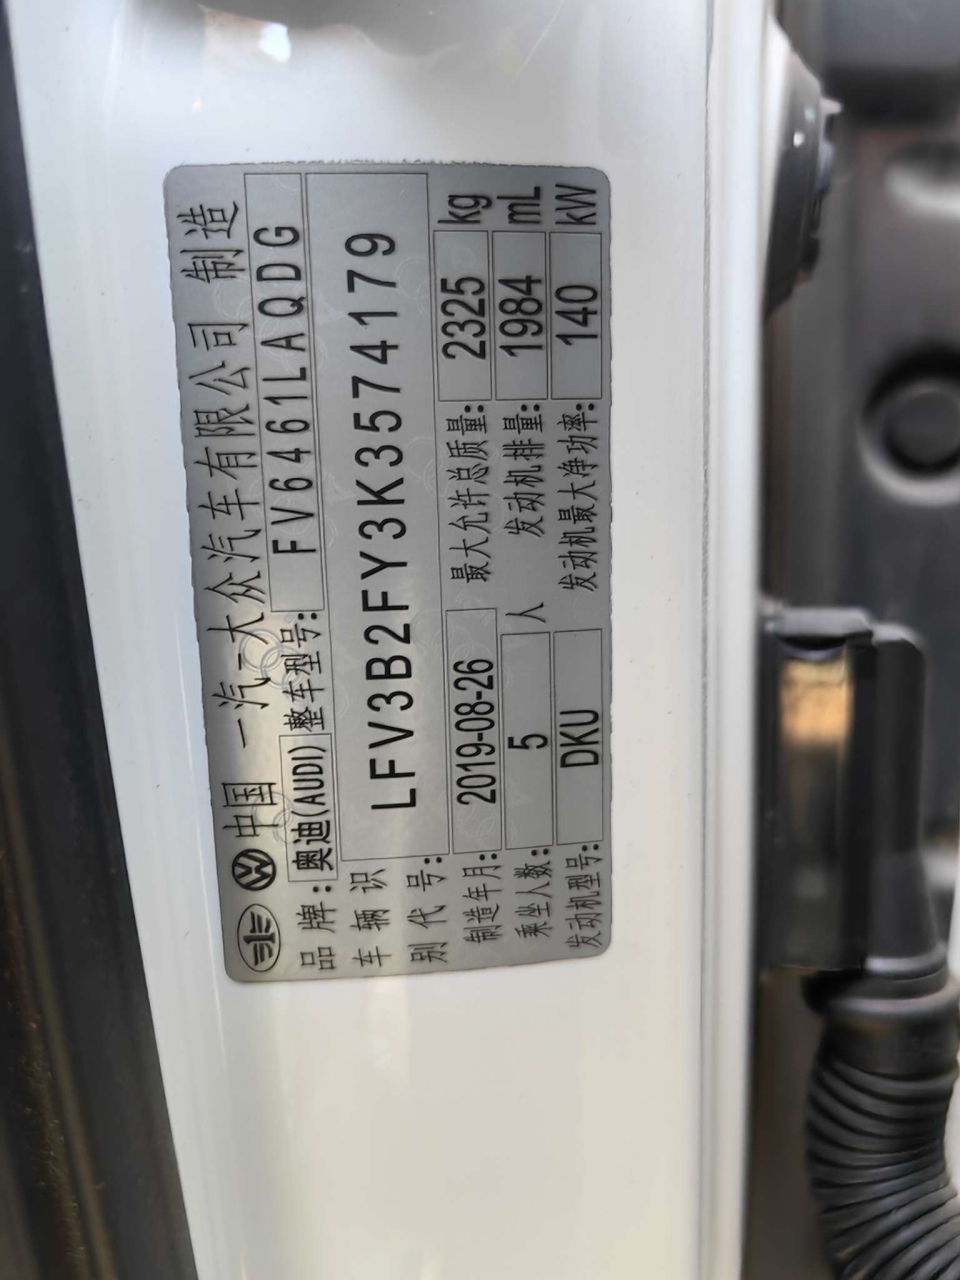 中国 一汽-大众汽车有限公司 制造
品牌: 奥迪(AUDI) 整车型号: FV6461LAQDG
车辆识别代号: LFV3B2FY3K3574179
制造年月: 2019-08-26 最大允许总质量: 2325 kg
乘坐人数: 5 人 发动机排量: 1984 mL
发动机型号: DKU 发动机最大净功率: 140 kW